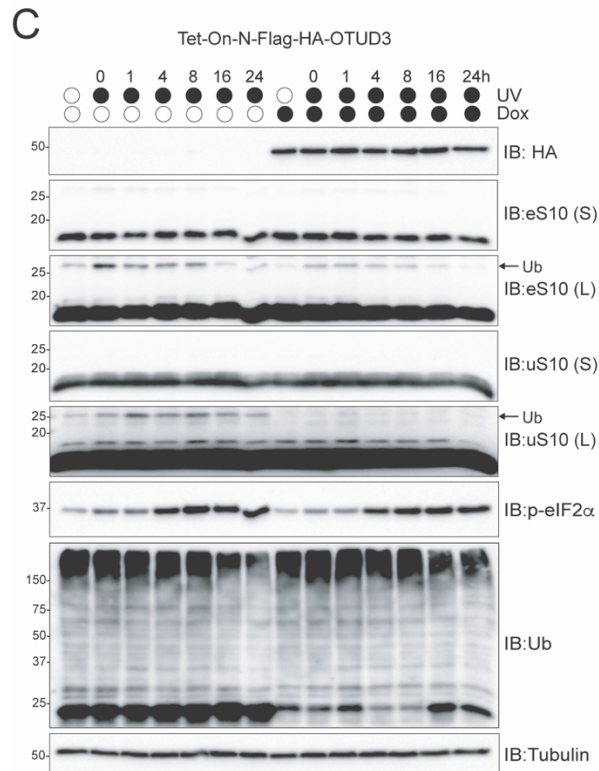 C
Tet-On-N-Flag-HA-OTUD3
0 1 4 8 16 24 0 1 4 8 16 24h
UV
Dox
50- IB: HA
25-
20- IB:eS10 (S)
25- ←Ub
20- IB:eS10 (L)
25-
20- IB:uS10 (S)
25- ←Ub
20- IB:uS10 (L)
37- IB:p-eIF2α
150-
75-
50- IB:Ub
37-
25-
50- IB:Tubulin